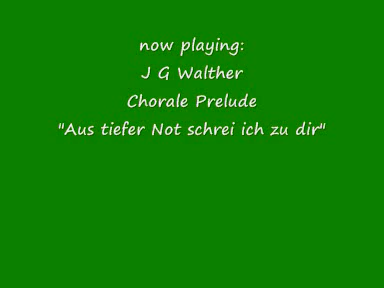 now playing:
J G Walther
Chorale Prelude
"Aus tiefer Not schrei ich zu dir"